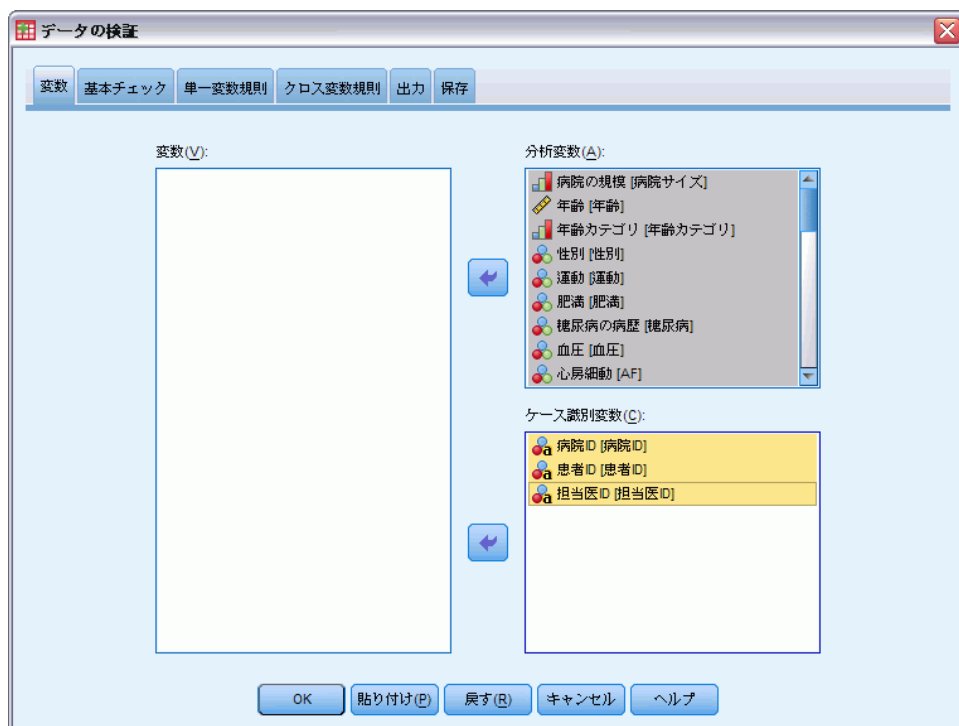 データの検証
変数 基本チェック 単一変数規則 クロス変数規則 出力 保存
変数(V):
分析変数(A):
病院の規模 [病院サイズ]
年齢 [年齢]
年齢カテゴリ [年齢カテゴリ]
性別 [性別]
運動 [運動]
肥満 [肥満]
糖尿病の病歴 [糖尿病]
血圧 [血圧]
心房細動 [AF]
ケース識別変数(C):
病院ID [病院ID]
患者ID [患者ID]
担当医ID [担当医ID]
OK 貼り付け(P) 戻す(R) キャンセル ヘルプ